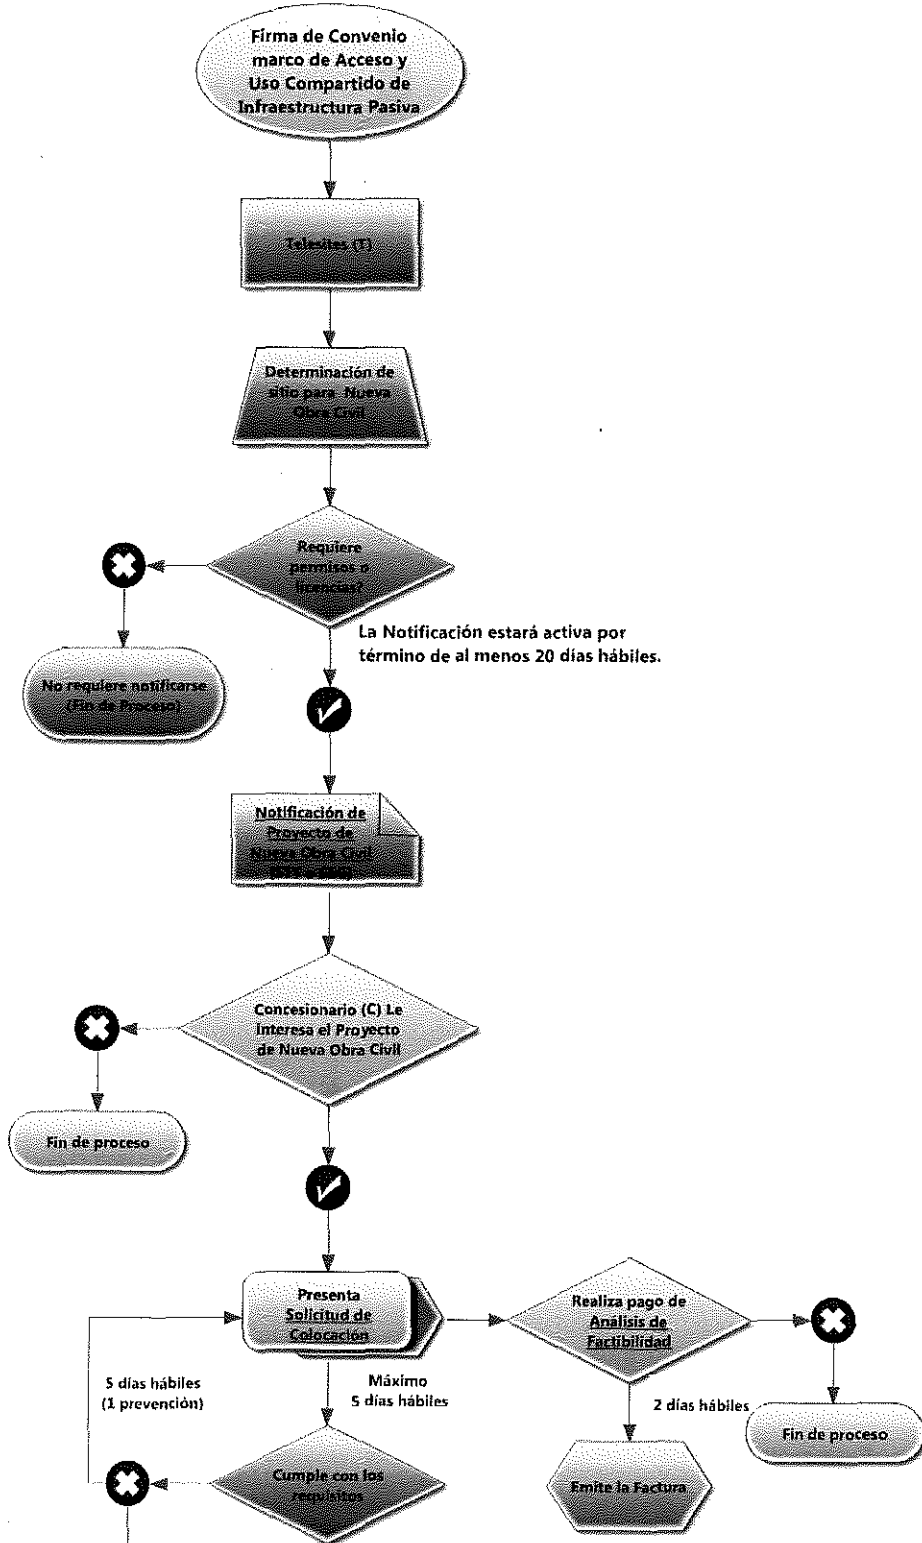 Firma de Convenio
marco de Acceso y
Uso Compartido de
Infraestructura Pasiva
Telesites (T)
Determinación de
sitio para Nueva
Obra Civil
Requiere
permisos o
licencias?
La Notificación estará activa por
término de al menos 20 días hábiles.
No requiere notificarse
(Fin de Proceso)
Notificación de
Proyecto de
Nueva Obra Civil
Concesionario (C) Le
Interesa el Proyecto
de Nueva Obra Civil
Fin de proceso
Presenta
Solicitud de
Colocación
Realiza pago de
Análisis de
Factibilidad
5 días hábiles
(1 prevención)
Máximo
5 días hábiles
2 días hábiles
Fin de proceso
Cumple con los
requisitos
Emite la Factura